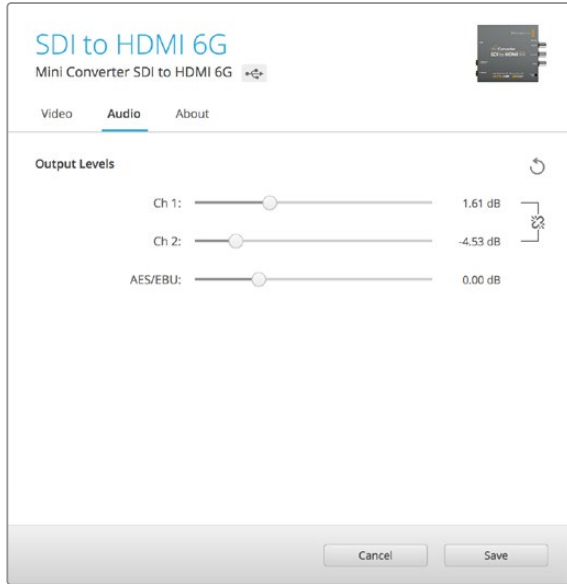 SDI to HDMI 6G
Mini Converter SDI to HDMI 6G
Video Audio About
Output Levels
Ch 1: 1.61 dB
Ch 2: -4.53 dB
AES/EBU: 0.00 dB
Cancel Save